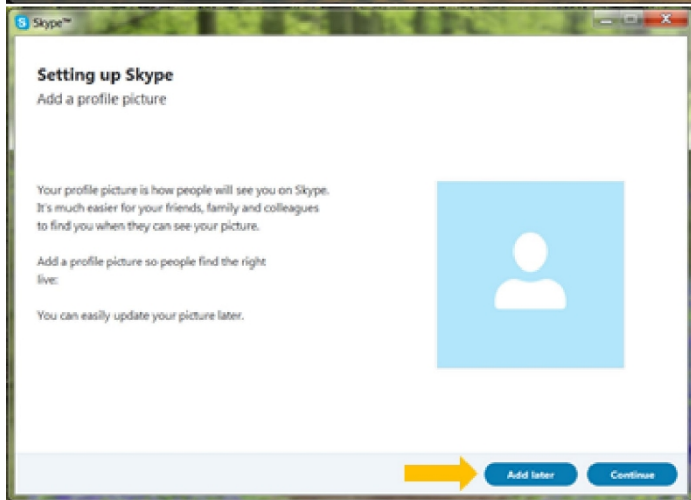 Skype™
Setting up Skype
Add a profile picture
Your profile picture is how people will see you on Skype.
It's much easier for your friends, family and colleagues
to find you when they can see your picture.
Add a profile picture so people find the right
live:
You can easily update your picture later.
Add later Continue